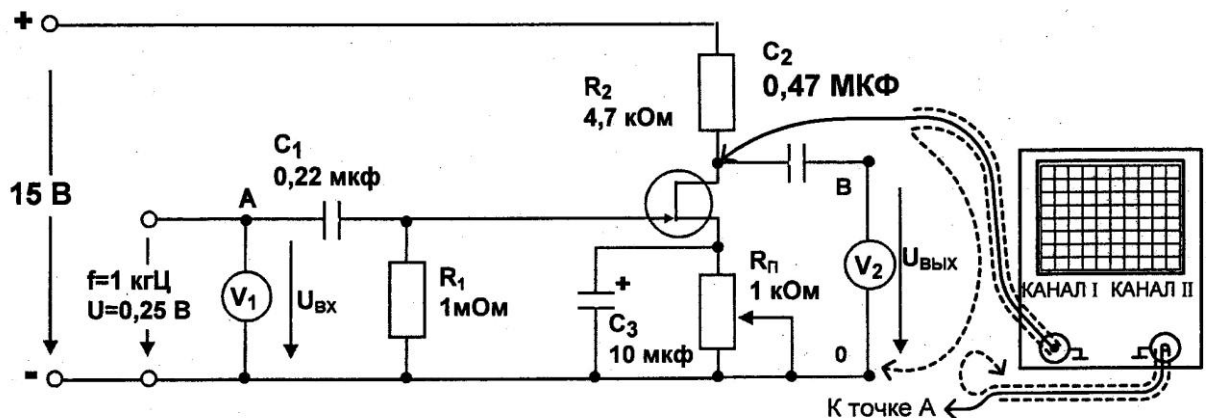 +
C₂
0,47 МКФ
R₂
4,7 кОм
C₁
0,22 мкф
15 В
A
B
f=1 кгЦ
U=0,25 В
V₁
Uвх
R₁
1мОм
+
C₃
10 мкф
Rп
1 кОм
V₂
Uвых
КАНАЛ I КАНАЛ II
-
0
К точке А